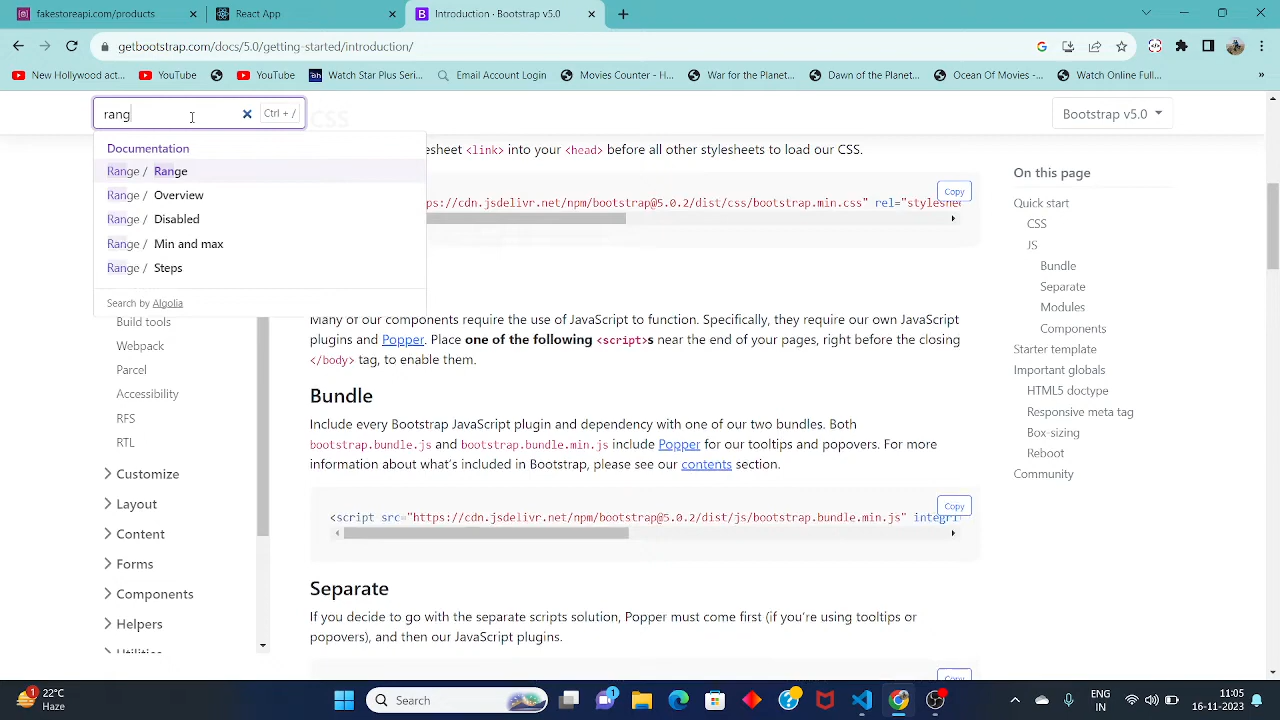 fakestoreapi.com/products
React App
Introduction · Bootstrap v5.0
getbootstrap.com/docs/5.0/getting-started/introduction/
New Hollywood act...
YouTube
YouTube
Watch Star Plus Seri...
Email Account Login
Movies Counter - H...
War for the Planet...
Dawn of the Planet...
Ocean Of Movies -...
Watch Online Full...
»
rang
Ctrl + /
CSS
Bootstrap v5.0
Documentation
Range / Range
Range / Overview
Range / Disabled
Range / Min and max
Range / Steps
Search by Algolia
esheet <link> into your <head> before all other stylesheets to load our CSS.
Copy
ps://cdn.jsdelivr.net/npm/bootstrap@5.0.2/dist/css/bootstrap.min.css" rel="styleshe
Build tools
Webpack
Parcel
Accessibility
RFS
RTL
Customize
Layout
Content
Forms
Components
Helpers
Utilities
Many of our components require the use of JavaScript to function. Specifically, they require our own JavaScript
plugins and Popper. Place one of the following <script>s near the end of your pages, right before the closing
</body> tag, to enable them.
Bundle
Include every Bootstrap JavaScript plugin and dependency with one of our two bundles. Both
bootstrap.bundle.js and bootstrap.bundle.min.js include Popper for our tooltips and popovers. For more
information about what's included in Bootstrap, please see our contents section.
Copy
<script src="https://cdn.jsdelivr.net/npm/bootstrap@5.0.2/dist/js/bootstrap.bundle.min.js" integri
Separate
If you decide to go with the separate scripts solution, Popper must come first (if you're using tooltips or
popovers), and then our JavaScript plugins.
Copy
On this page
Quick start
CSS
JS
Bundle
Separate
Modules
Components
Starter template
Important globals
HTML5 doctype
Responsive meta tag
Box-sizing
Reboot
Community
1
22°C
Haze
Search
1
ENG
IN
11:05
16-11-2023